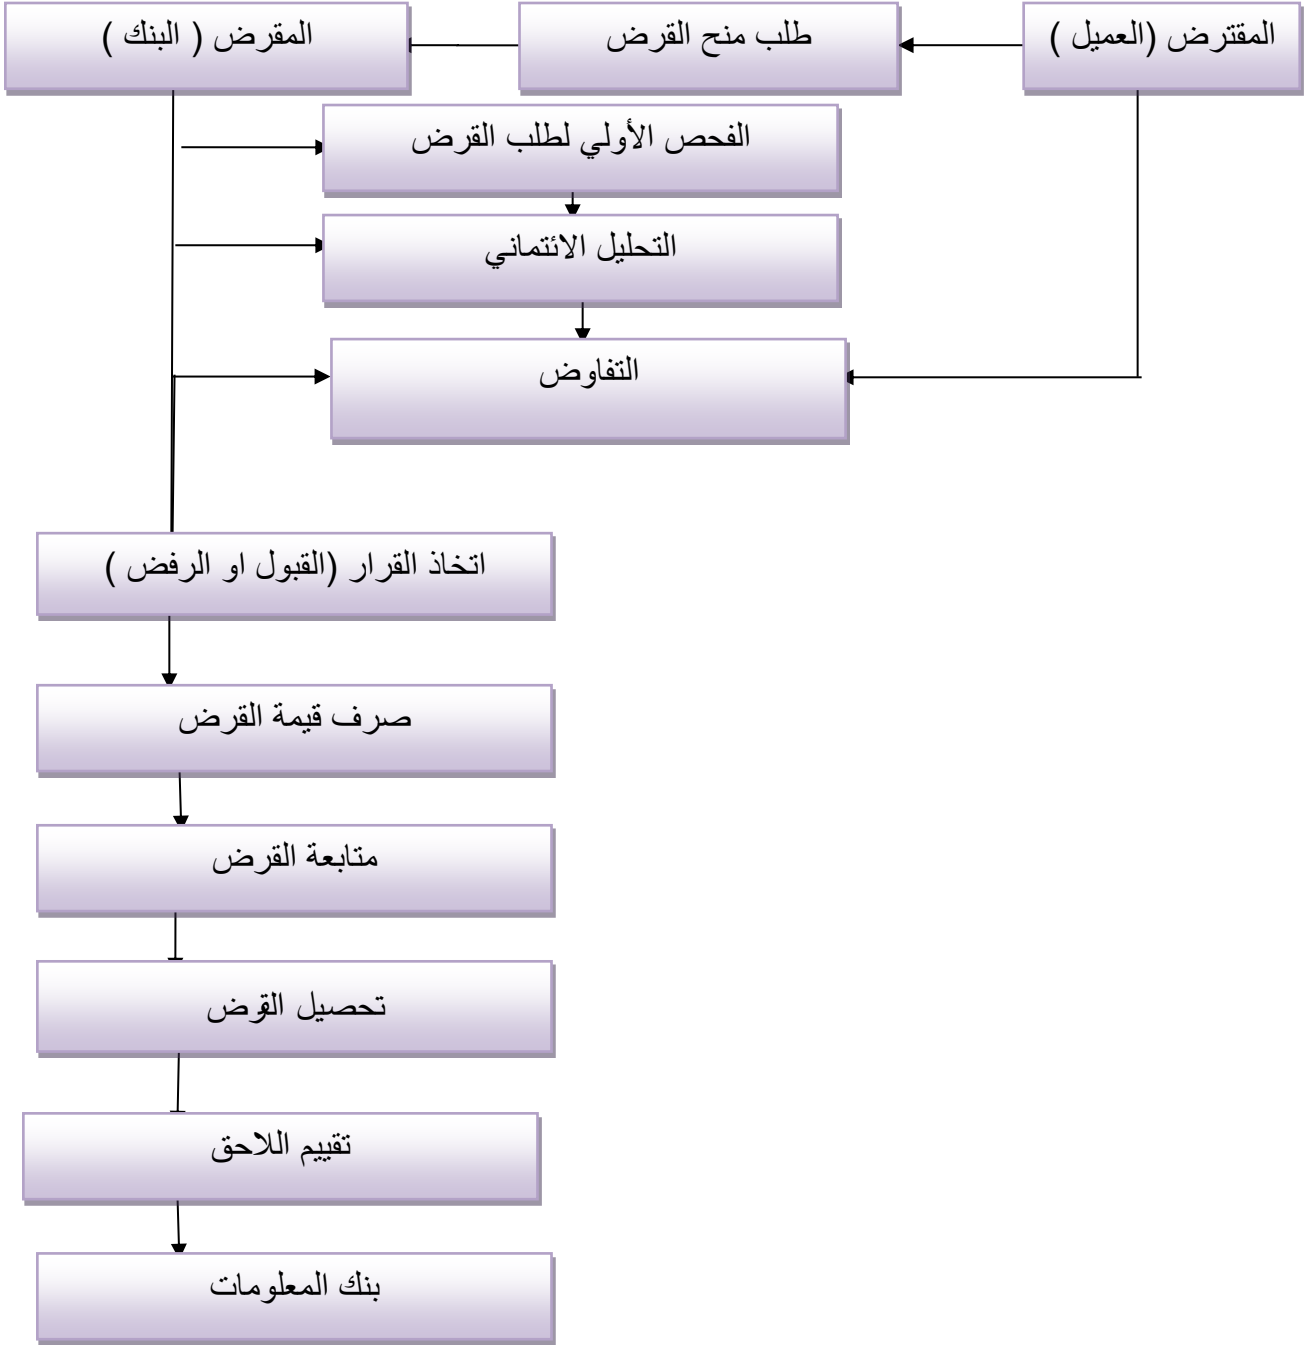 المقترض (العميل )
طلب منح القرض
المقرض ( البنك )
الفحص الأولي لطلب القرض
التحليل الائتماني
التفاوض
اتخاذ القرار (القبول او الرفض )
صرف قيمة القرض
متابعة القرض
تحصيل القرض
تقييم اللاحق
بنك المعلومات